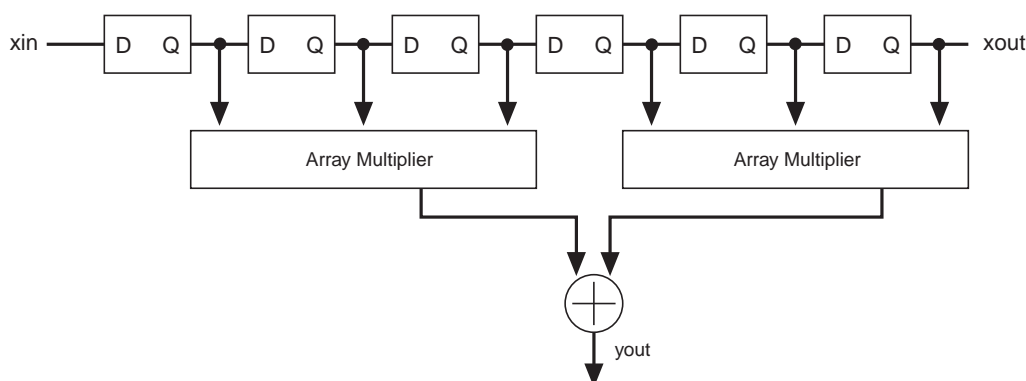 xin D Q D Q D Q D Q D Q D Q xout
Array Multiplier Array Multiplier
yout